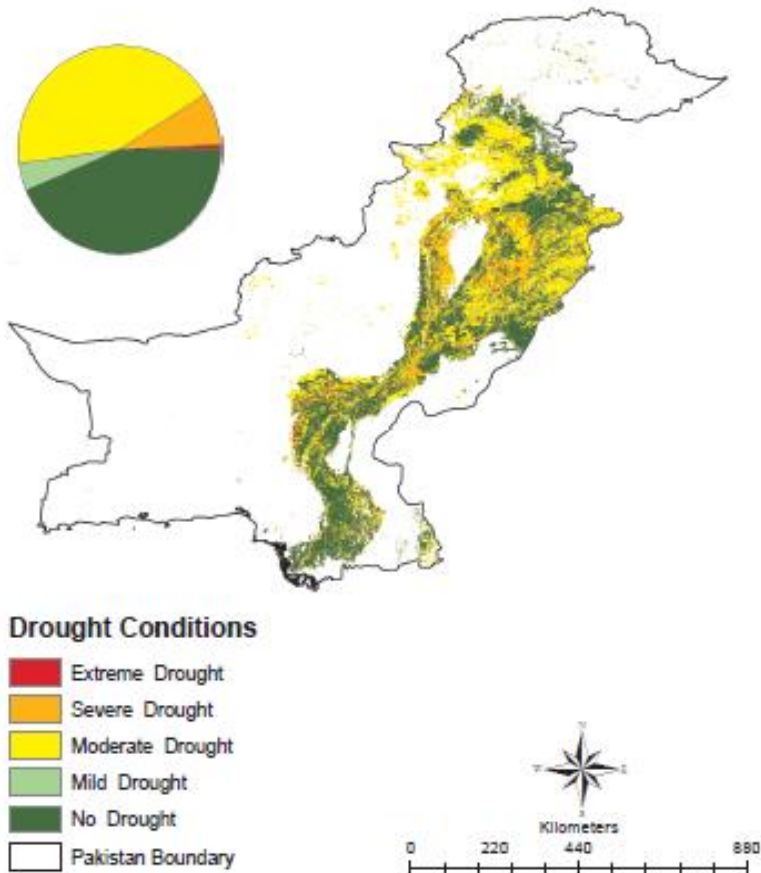 Drought Conditions
Extreme Drought
Severe Drought
Moderate Drought
Mild Drought
No Drought
Pakistan Boundary
N
W
E
S
Kilometers
0 220 440 880